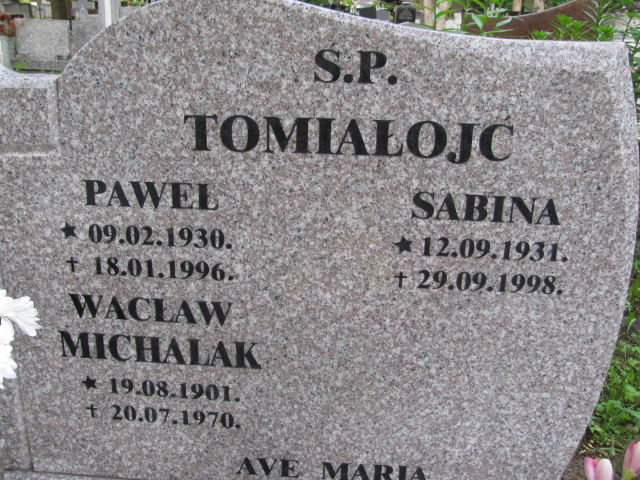 S.P.
TOMIAŁOJĆ
PAWEŁ
★ 09.02.1930.
† 18.01.1996.
SABINA
★ 12.09.1931.
† 29.09.1998.
WACŁAW
MICHALAK
★ 19.08.1901.
† 20.07.1970.
AVE MARIA